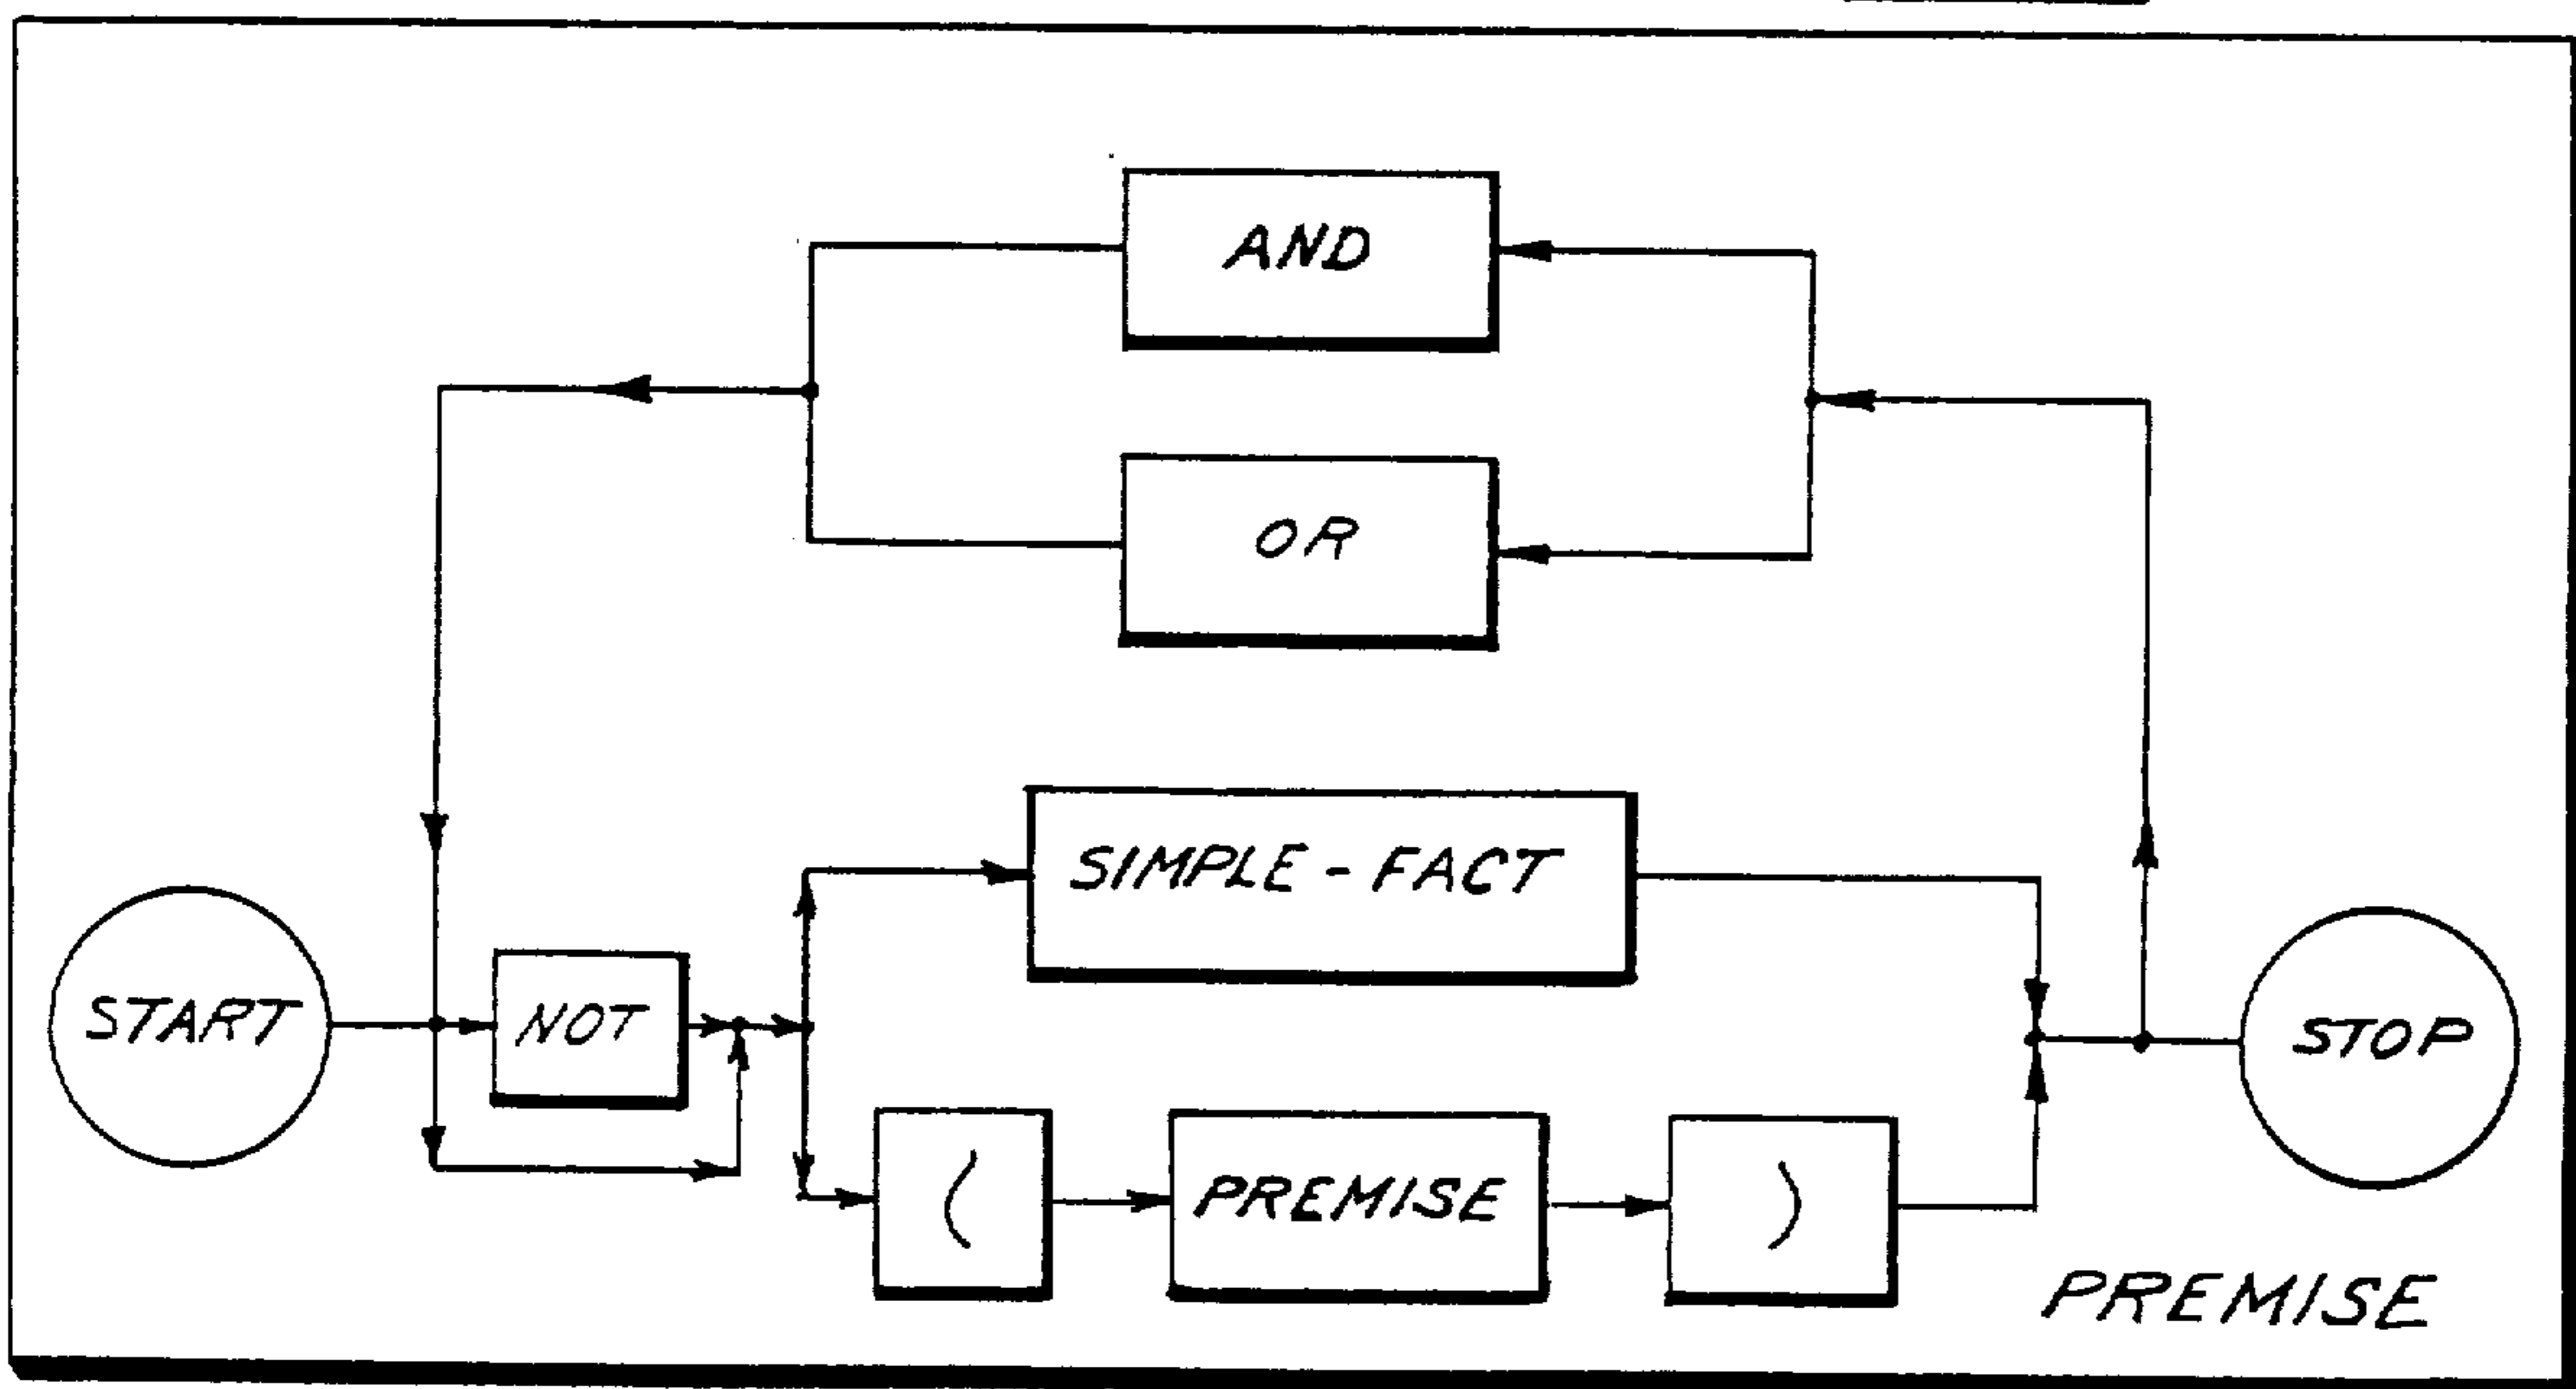 AND
OR
SIMPLE - FACT
START
NOT
STOP
(
PREMISE
)
PREMISE